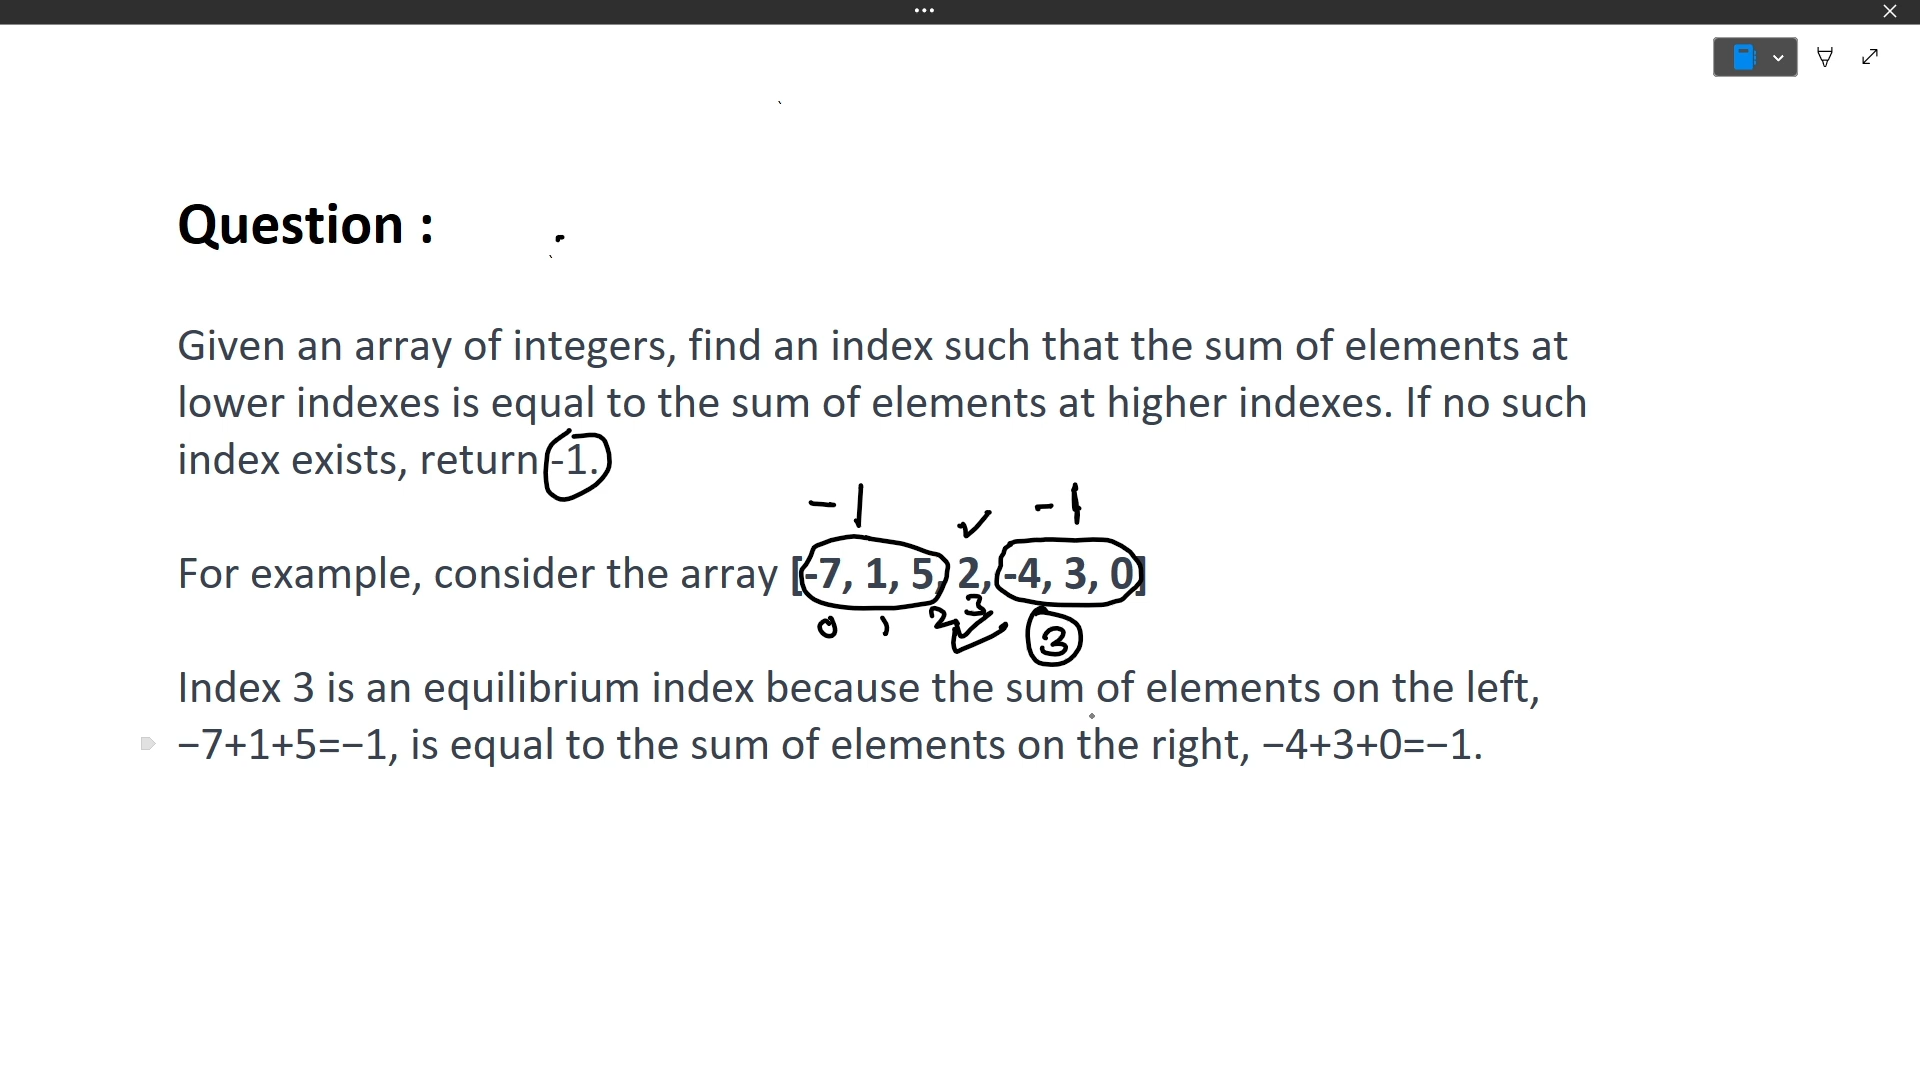 Question :
Given an array of integers, find an index such that the sum of elements at
lower indexes is equal to the sum of elements at higher indexes. If no such
index exists, return -1.
-1 -1
For example, consider the array [-7, 1, 5, 2, -4, 3, 0]
0 1 2 3 3
Index 3 is an equilibrium index because the sum of elements on the left,
−7+1+5=−1, is equal to the sum of elements on the right, −4+3+0=−1.